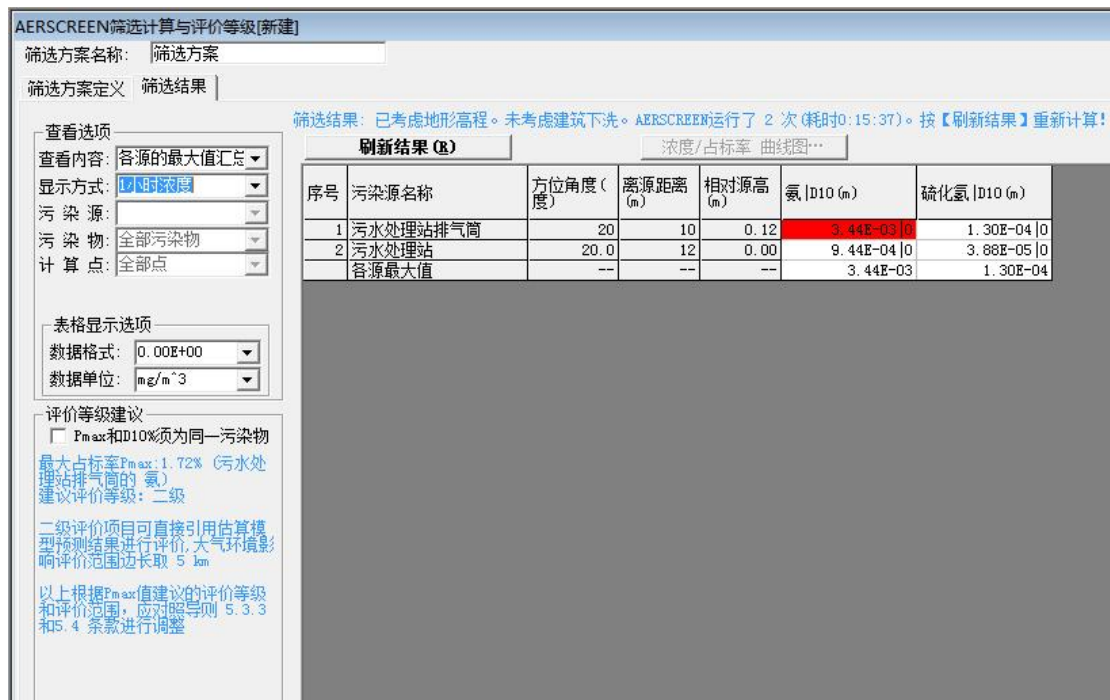 AERSCREEN筛选计算与评价等级[新建]
筛选方案名称: 筛选方案
筛选方案定义 筛选结果
筛选结果: 已考虑地形高程。未考虑建筑下洗。AERSCREEN运行了 2 次(耗时0:15:37)。按【刷新结果】重新计算!
查看选项
查看内容: 各源的最大值汇总
显示方式: 1小时浓度
污 染 源:
污 染 物: 全部污染物
计 算 点: 全部点
表格显示选项
数据格式: 0.00E+00
数据单位: mg/m^3
评价等级建议
Pmax和D10%须为同一污染物
最大占标率Pmax:1.72% (污水处
理站排气筒的 氨)
建议评价等级: 二级
二级评价项目可直接引用估算模
型预测结果进行评价,大气环境影
响评价范围边长取 5 km
以上根据Pmax值建议的评价等级
和评价范围,应对照导则 5.3.3
和5.4 条款进行调整
刷新结果(R) 浓度/占标率 曲线图…
序号 污染源名称 方位角度(度) 离源距离(m) 相对源高(m) 氨|D10(m) 硫化氢|D10(m)
1 污水处理站排气筒 20 10 0.12 3.44E-03|0 1.30E-04|0
2 污水处理站 20.0 12 0.00 9.44E-04|0 3.88E-05|0
各源最大值 -- -- -- 3.44E-03 1.30E-04